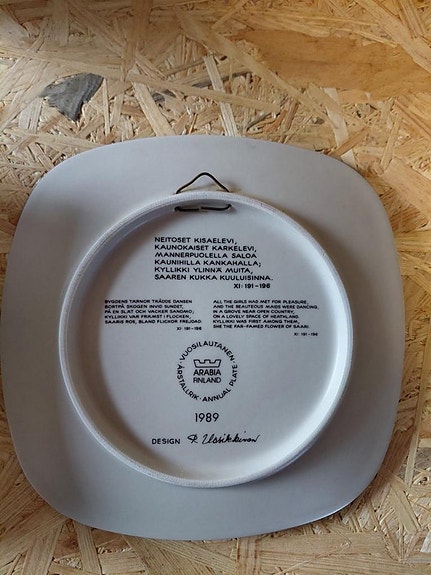 NEITOSET KISAELEVI,
KAUNOKAISET KARKELEVI,
MANNERPUOLELLA SALOA
KAUNIHILLA KANKAHALLA;
KYLLIKKI YLINNÄ MUITA,
SAAREN KUKKA KUULUISINNA.
XI: 191-196
BYGDENS TÄRNOR TRÅDDE DANSEN
BORTPÅ SKOGEN INVID SUNDET,
PÅ EN SLÄT OCH VACKER SANDMO;
KYLLIKKI VAR FRÄMST I FLOCKEN,
SAARIS ROS, BLAND FLICKOR FREJDAD.
XI: 191-196
ALL THE GIRLS HAD MET FOR PLEASURE,
AND THE BEAUTEOUS MAIDS WERE DANCING,
IN A GROVE NEAR OPEN COUNTRY,
ON A LOVELY SPACE OF HEATHLAND.
KYLLIKKI WAS FIRST AMONG THEM,
SHE THE FAR-FAMED FLOWER OF SAARI.
XI: 191-196
VUOSILAUTANEN · ANNUAL PLATE · ÅRSTALLRIK ·
ARABIA
FINLAND
1989
DESIGN R. Uosikkinen